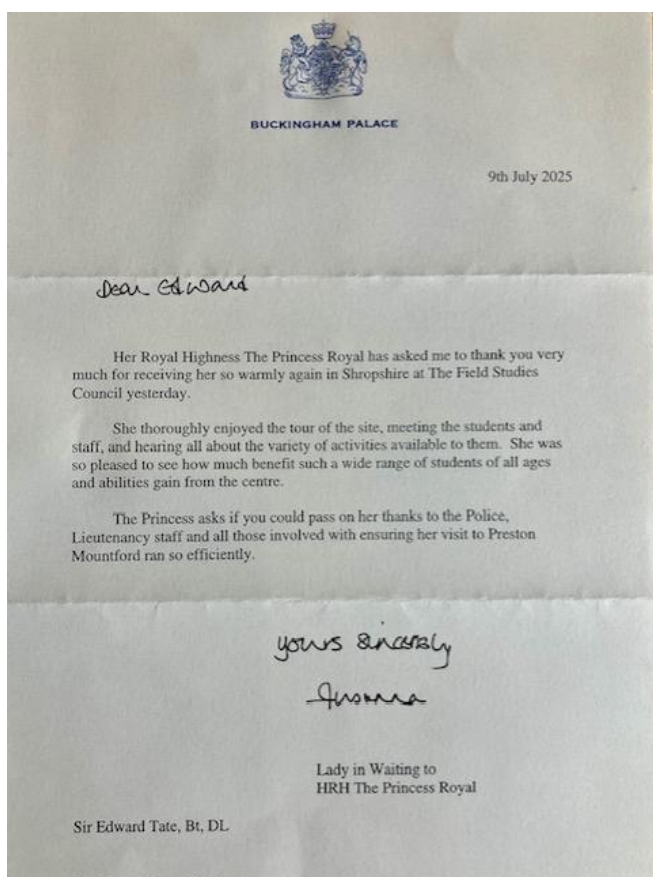 BUCKINGHAM PALACE
9th July 2025
Dear Edward
Her Royal Highness The Princess Royal has asked me to thank you very
much for receiving her so warmly again in Shropshire at The Field Studies
Council yesterday.
She thoroughly enjoyed the tour of the site, meeting the students and
staff, and hearing all about the variety of activities available to them. She was
so pleased to see how much benefit such a wide range of students of all ages
and abilities gain from the centre.
The Princess asks if you could pass on her thanks to the Police,
Lieutenancy staff and all those involved with ensuring her visit to Preston
Mountford ran so efficiently.
yours sincerely
Lady in Waiting to
HRH The Princess Royal
Sir Edward Tate, Bt, DL